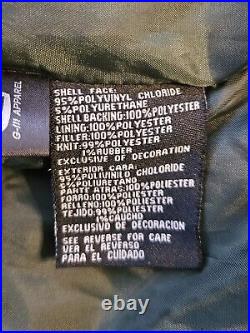 G-III APPAREL
SHELL FACE:
95%POLYVINYL CHLORIDE
5%POLYURETHANE
SHELL BACKING:100%POLYESTER
LINING:100%POLYESTER
FILLER:100%POLYESTER
KNIT:99%POLYESTER
1%RUBBER
EXCLUSIVE OF DECORATION
EXTERIOR CARA:
95%POLIVINILO CHOLORIDE
5%POLIURETANO
PARTE ATRAS:100%POLIESTER
FORRO:100%POLIESTER
RELLENO:100%POLIESTER
TEJIDO:99%POLIESTER
1%CAUCHO
EXCLUSIVO DE DECORACION
SEE REVERSE FOR CARE
VER EL REVERSO
PARA EL CUIDADO